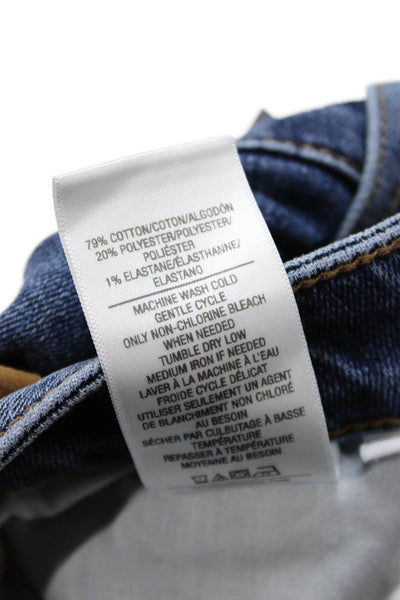 79% COTTON/COTON/ALGODÓN
20% POLYESTER/POLYESTER/
POLIÉSTER
1% ELASTANE/ÉLASTHANNE/
ELASTANO
MACHINE WASH COLD
GENTLE CYCLE
ONLY NON-CHLORINE BLEACH
WHEN NEEDED
TUMBLE DRY LOW
MEDIUM IRON IF NEEDED
LAVER À LA MACHINE À L'EAU
FROIDE CYCLE DÉLICAT
UTILISER SEULEMENT UN AGENT
DE BLANCHIMENT NON CHLORÉ
AU BESOIN
SÉCHER PAR CULBUTAGE À BASSE
TEMPÉRATURE
REPASSER À TEMPÉRATURE
MOYENNE AU BESOIN